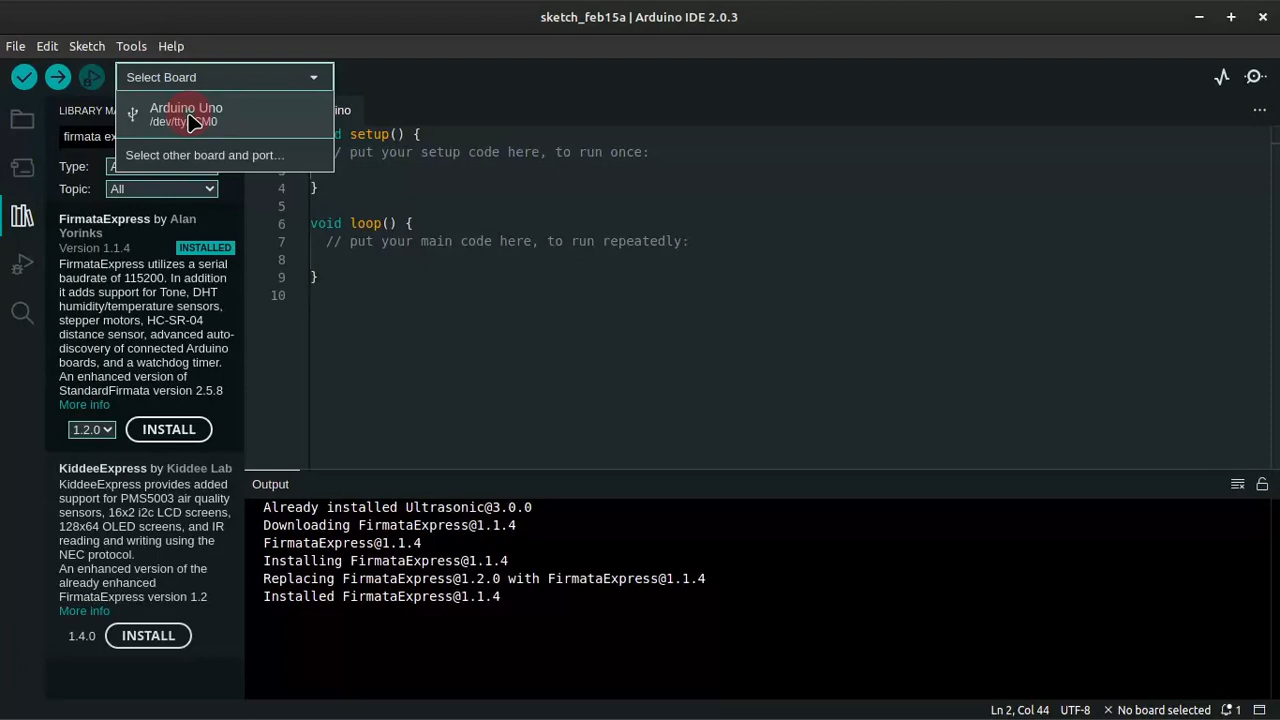 sketch_feb15a | Arduino IDE 2.0.3
File Edit Sketch Tools Help
Select Board
Arduino Uno
Select other board and port…
LIBRARY
ino
firmata
Type:
Topic: All
FirmataExpress by Alan
Yorinks
Version 1.1.4 INSTALLED
FirmataExpress utilizes a serial
baudrate of 115200. In addition
it adds support for Tone, DHT
humidity/temperature sensors,
stepper motors, HC-SR-04
distance sensor, advanced auto-
discovery of connected Arduino
boards, and a watchdog timer.
An enhanced version of
StandardFirmata version 2.5.8
More info
1.2.0 INSTALL
KiddeeExpress by Kiddee Lab
KiddeeExpress provides added
support for PMS5003 air quality
sensors, 16x2 i2c LCD screens,
128x64 OLED screens, and IR
reading and writing using the
NEC protocol.
An enhanced version of the
already enhanced
FirmataExpress version 1.2
More info
1.4.0 INSTALL
setup() {
/ put your setup code here, to run once:
4 }
5
6 void loop() {
7 // put your main code here, to run repeatedly:
8
9 }
10
Output
Already installed Ultrasonic@3.0.0
Downloading FirmataExpress@1.1.4
FirmataExpress@1.1.4
Installing FirmataExpress@1.1.4
Replacing FirmataExpress@1.2.0 with FirmataExpress@1.1.4
Installed FirmataExpress@1.1.4
Ln 2, Col 44 UTF-8 × No board selected 1